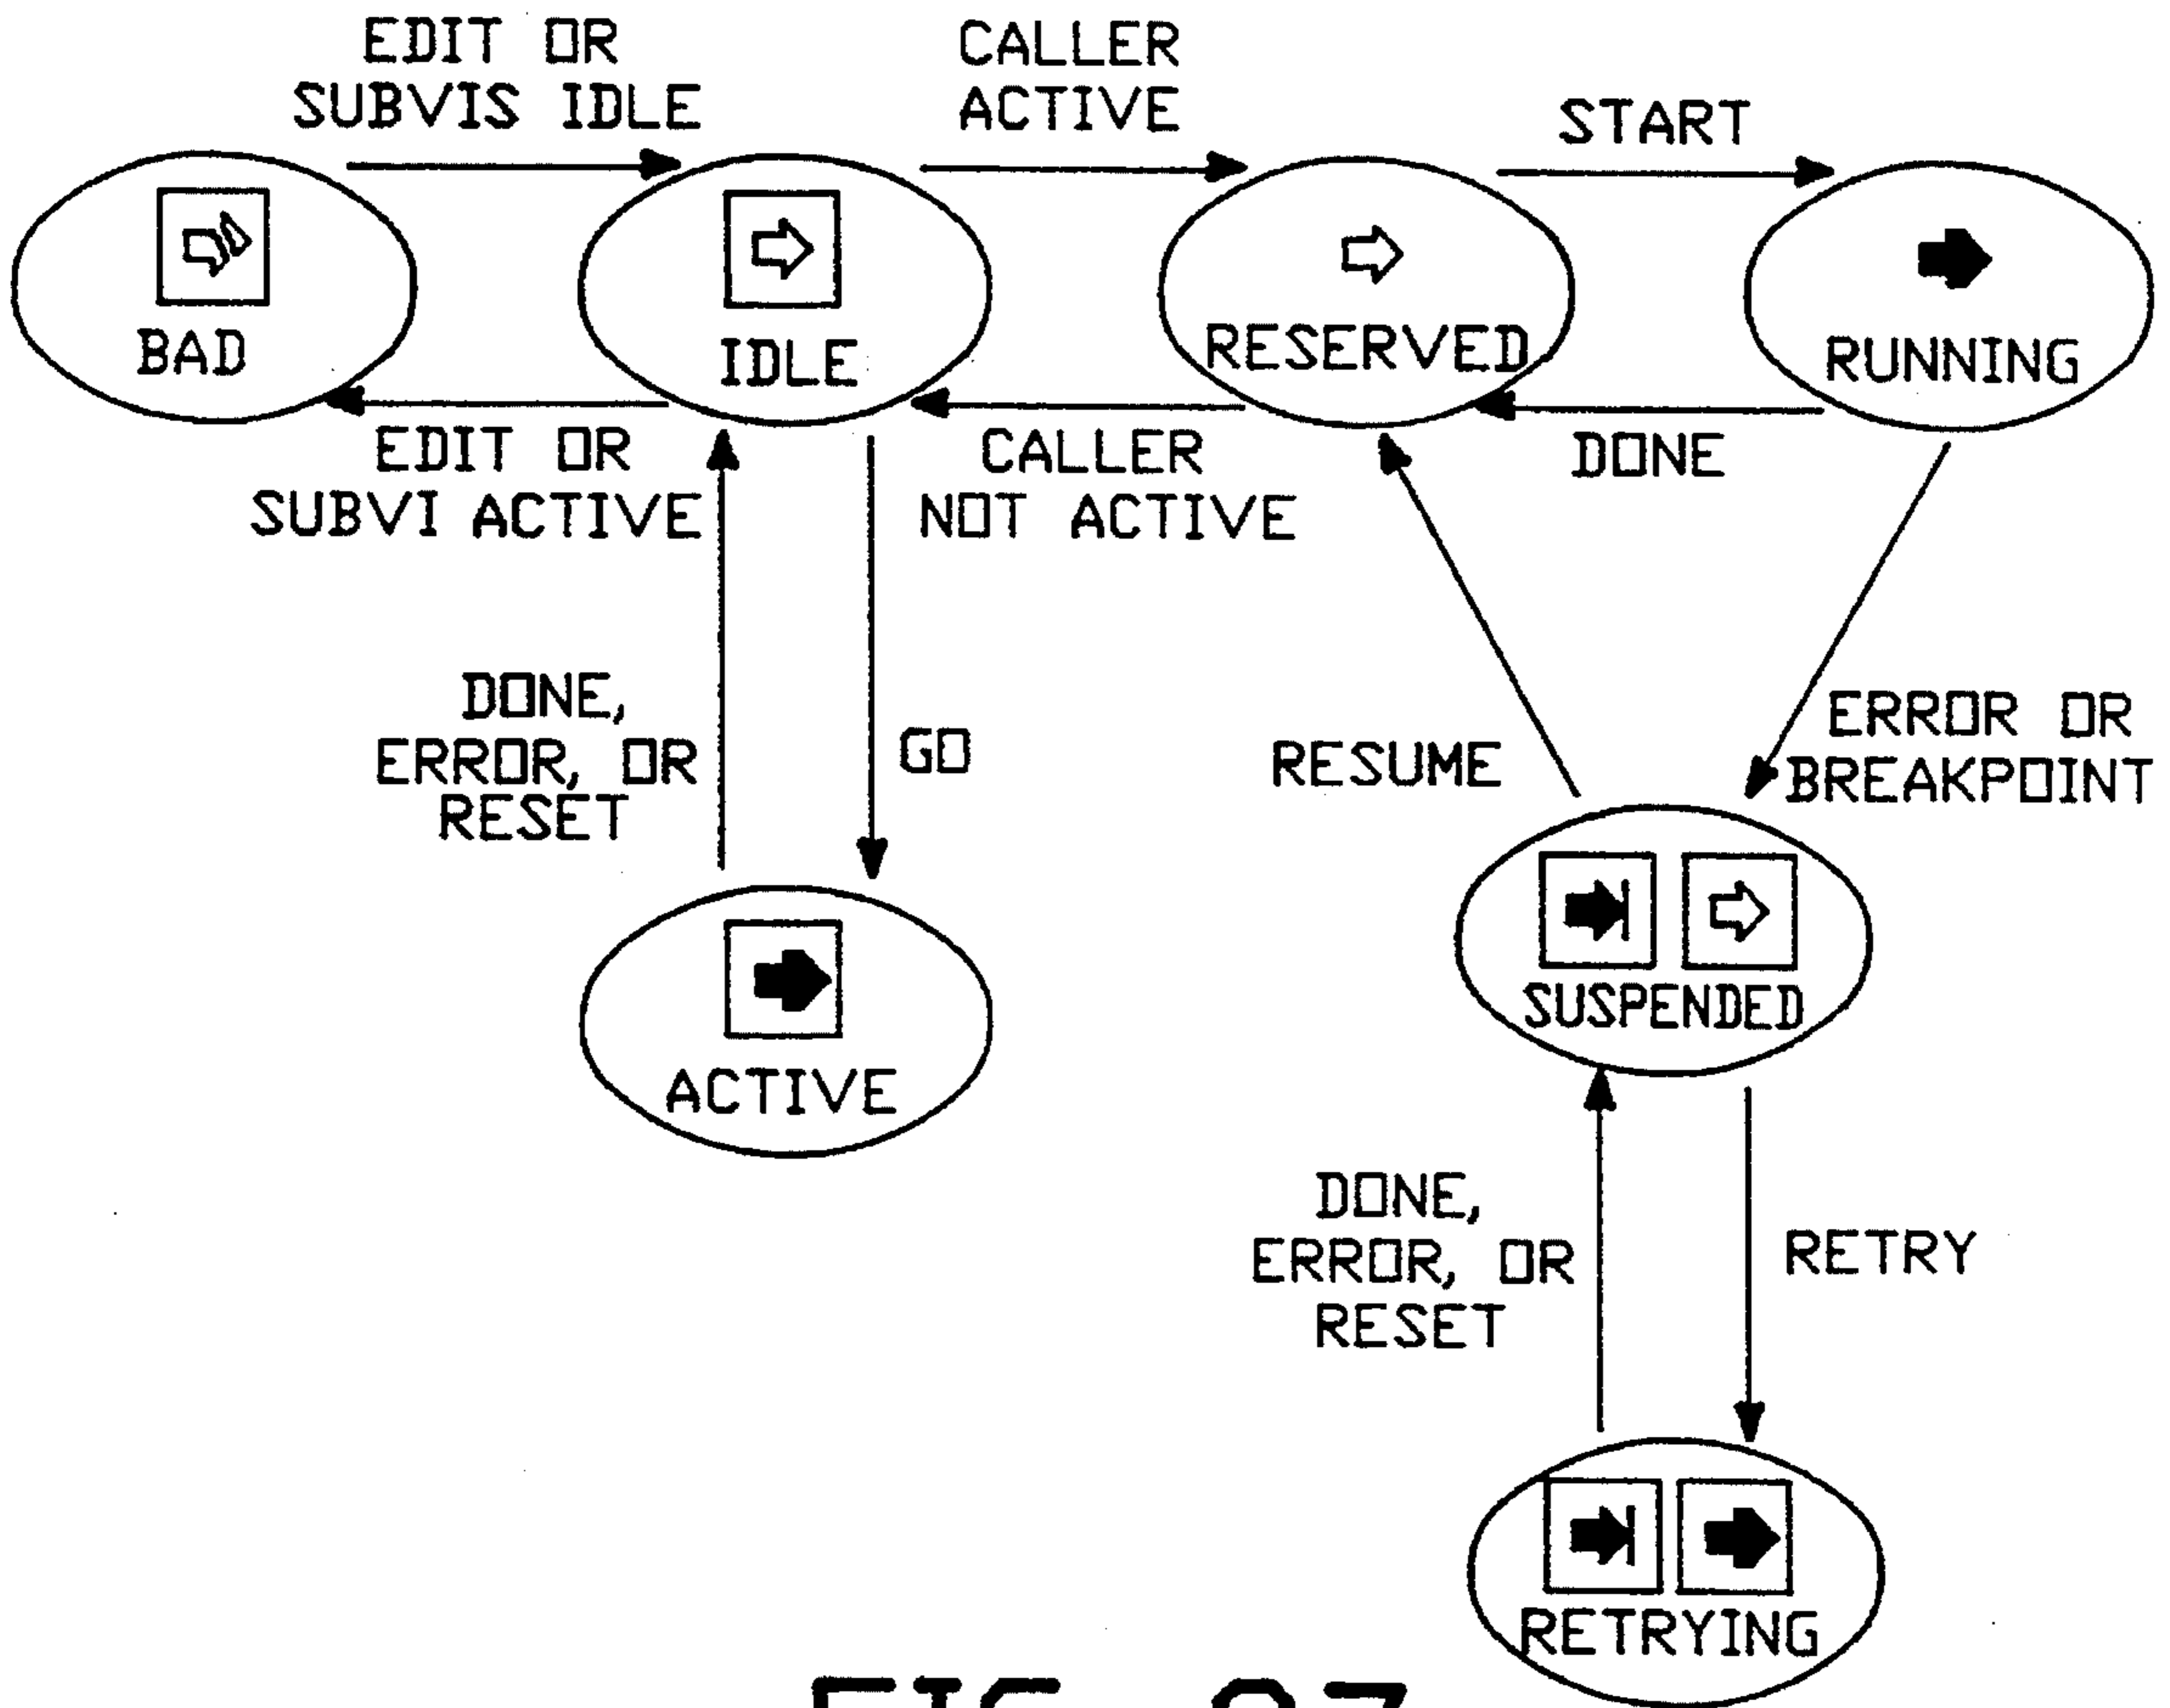 EDIT OR
SUBVIS IDLE
CALLER
ACTIVE
START
BAD
IDLE
RESERVED
RUNNING
EDIT OR
SUBVI ACTIVE
CALLER
NOT ACTIVE
DONE
DONE,
ERROR, OR
RESET
GO
RESUME
ERROR OR
BREAKPOINT
ACTIVE
SUSPENDED
DONE,
ERROR, OR
RESET
RETRY
RETRYING